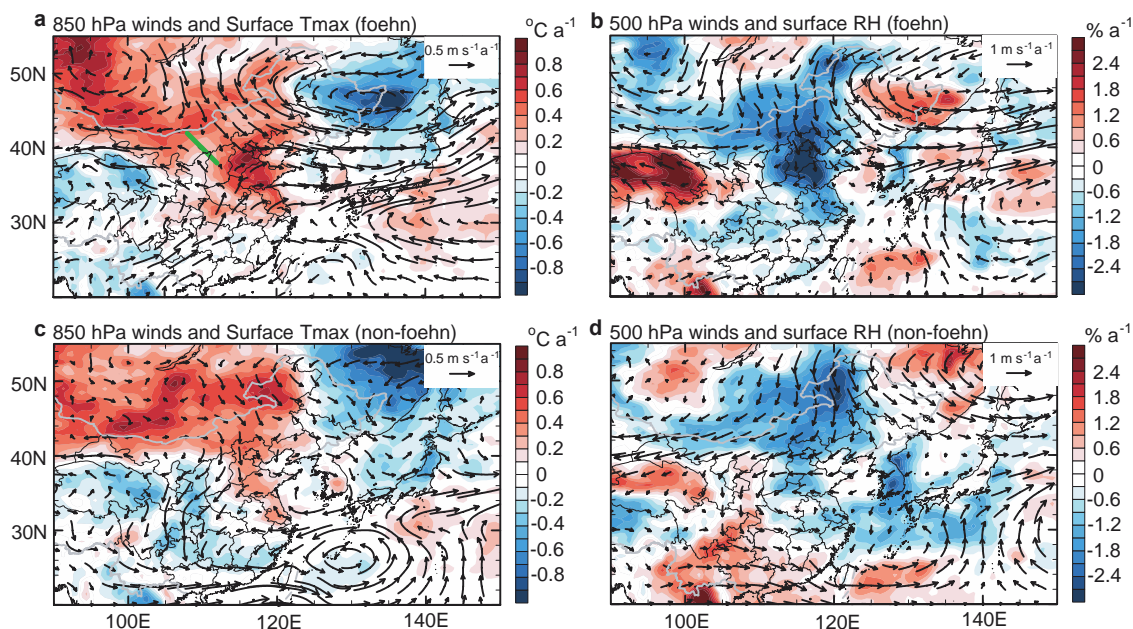 a 850 hPa winds and Surface Tmax (foehn)
°C a⁻¹
0.5 m s⁻¹a⁻¹
50N
40N
30N
0.8
0.6
0.4
0.2
0
-0.2
-0.4
-0.6
-0.8
b 500 hPa winds and surface RH (foehn)
% a⁻¹
1 m s⁻¹a⁻¹
2.4
1.8
1.2
0.6
0
-0.6
-1.2
-1.8
-2.4
c 850 hPa winds and Surface Tmax (non-foehn)
°C a⁻¹
0.5 m s⁻¹a⁻¹
50N
40N
30N
100E 120E 140E
0.8
0.6
0.4
0.2
0
-0.2
-0.4
-0.6
-0.8
d 500 hPa winds and surface RH (non-foehn)
% a⁻¹
1 m s⁻¹a⁻¹
100E 120E 140E
2.4
1.8
1.2
0.6
0
-0.6
-1.2
-1.8
-2.4